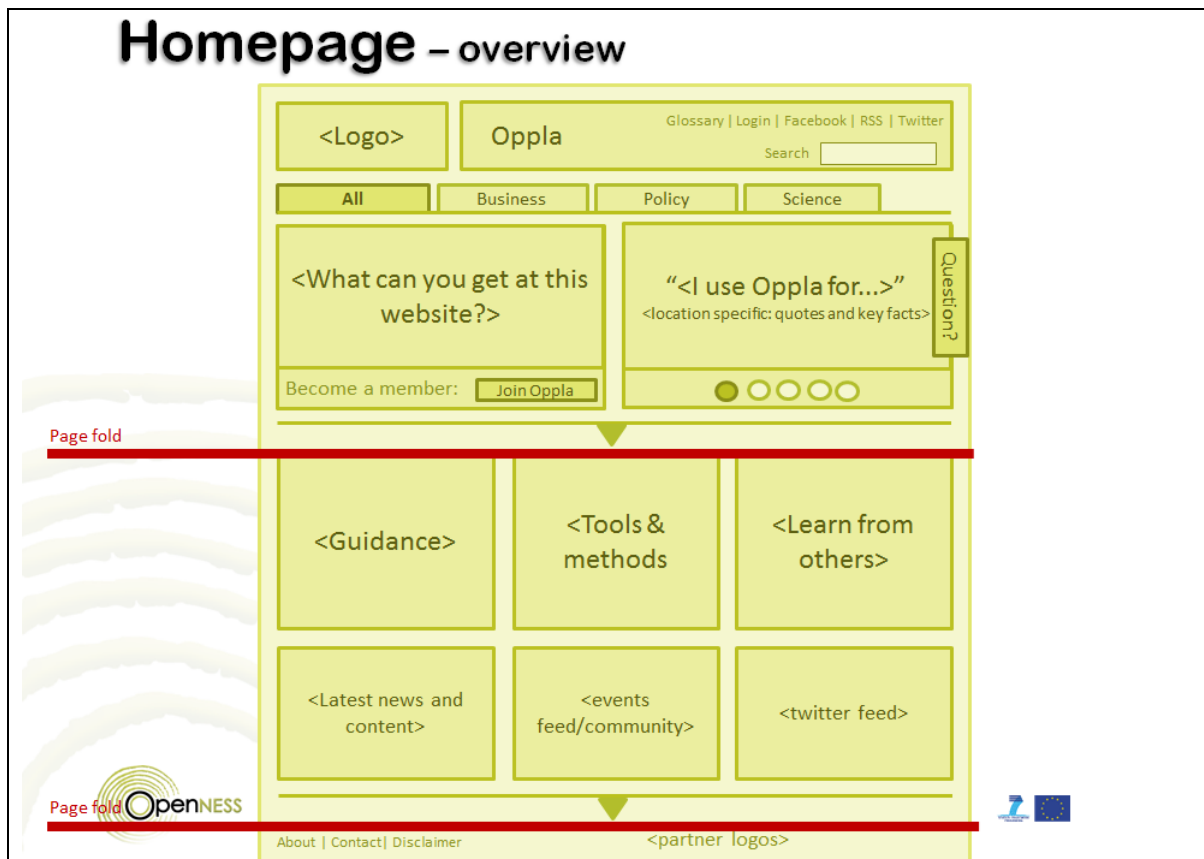 Homepage – overview
<Logo>
Oppla
Glossary | Login | Facebook | RSS | Twitter
Search
All
Business
Policy
Science
<What can you get at this
website?>
"<I use Oppla for...>"
<location specific: quotes and key facts>
Question?
Become a member:
Join Oppla
Page fold
<Guidance>
<Tools &
methods
<Learn from
others>
<Latest news and
content>
<events
feed/community>
<twitter feed>
Page fold
OpenNESS
About | Contact| Disclaimer
<partner logos>